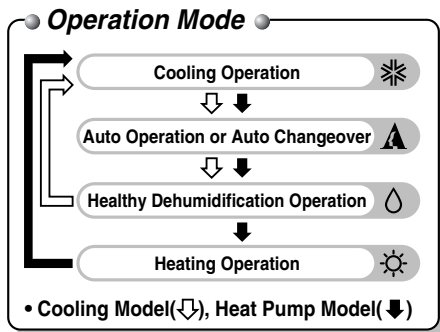 Operation Mode
Cooling Operation
Auto Operation or Auto Changeover
Healthy Dehumidification Operation
Heating Operation
• Cooling Model(⇩), Heat Pump Model(⬇)